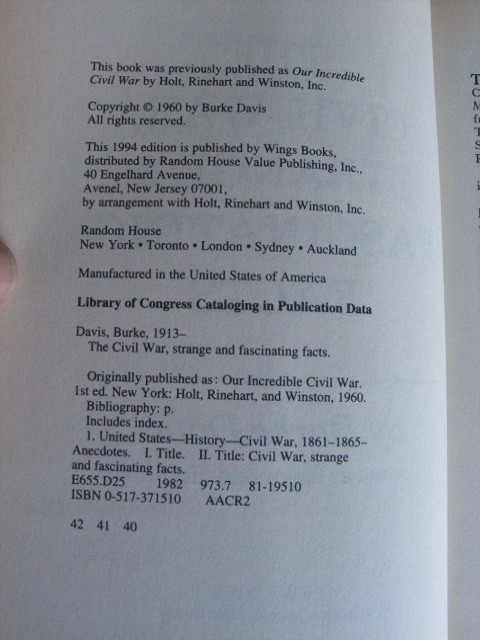 This book was previously published as Our Incredible
Civil War by Holt, Rinehart and Winston, Inc.
Copyright © 1960 by Burke Davis
All rights reserved.
This 1994 edition is published by Wings Books,
distributed by Random House Value Publishing, Inc.,
40 Engelhard Avenue,
Avenel, New Jersey 07001,
by arrangement with Holt, Rinehart and Winston, Inc.
Random House
New York • Toronto • London • Sydney • Auckland
Manufactured in the United States of America
Library of Congress Cataloging in Publication Data
Davis, Burke, 1913–
The Civil War, strange and fascinating facts.
Originally published as: Our Incredible Civil War.
1st ed. New York: Holt, Rinehart, and Winston, 1960.
Bibliography: p.
Includes index.
1. United States—History—Civil War, 1861–1865–
Anecdotes. I. Title. II. Title: Civil War, strange
and fascinating facts.
E655.D25 1982 973.7 81-19510
ISBN 0-517-371510 AACR2
42 41 40